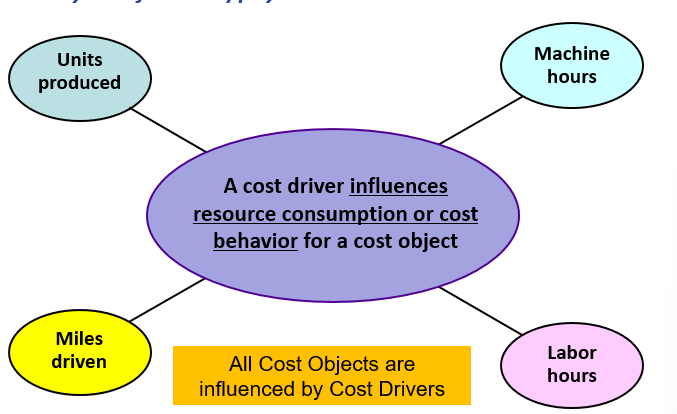 Units
produced
Machine
hours
A cost driver influences
resource consumption or cost
behavior for a cost object
Miles
driven
All Cost Objects are
influenced by Cost Drivers
Labor
hours